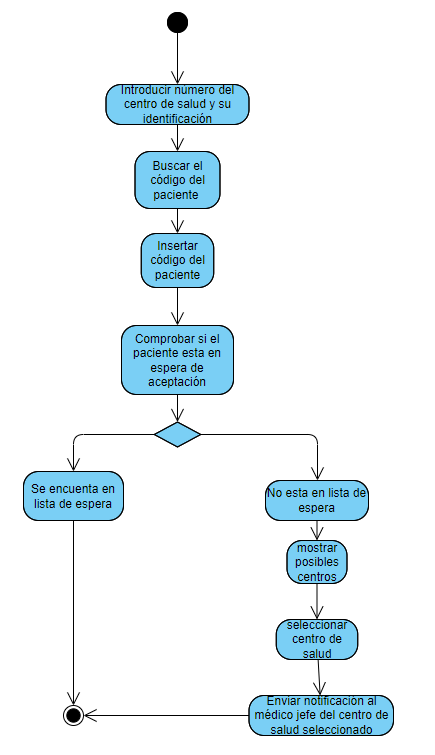 Introducir número del
centro de salud y su
identificación
Buscar el
código del
paciente
Insertar
código del
paciente
Comprobar si el
paciente esta en
espera de
aceptación
Se encuenta en
lista de espera
No esta en lista de
espera
mostrar
posibles
centros
seleccionar
centro de
salud
Enviar notificación al
médico jefe del centro de
salud seleccionado